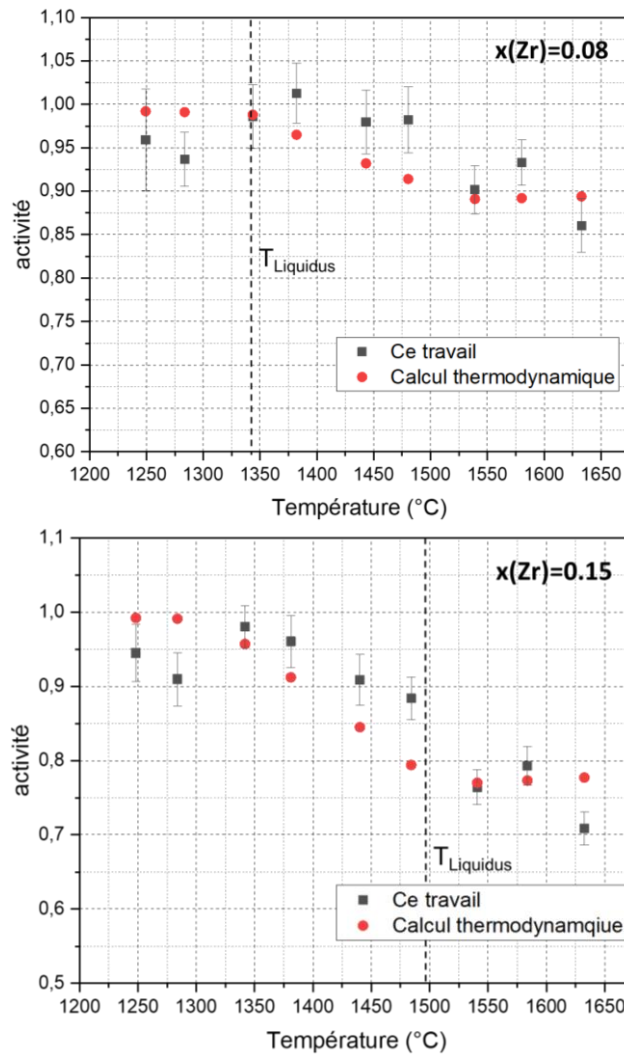 1,10
x(Zr)=0.08
1,05
1,00
0,95
0,90
activité
0,85
T Liquidus
0,80
0,75
Ce travail
0,70
Calcul thermodynamique
0,65
0,60
1200 1250 1300 1350 1400 1450 1500 1550 1600 1650
Température (°C)
1,1
x(Zr)=0.15
1,0
0,9
activité
0,8
0,7
T Liquidus
0,6
Ce travail
Calcul thermodynamqiue
0,5
1200 1250 1300 1350 1400 1450 1500 1550 1600 1650
Température (°C)